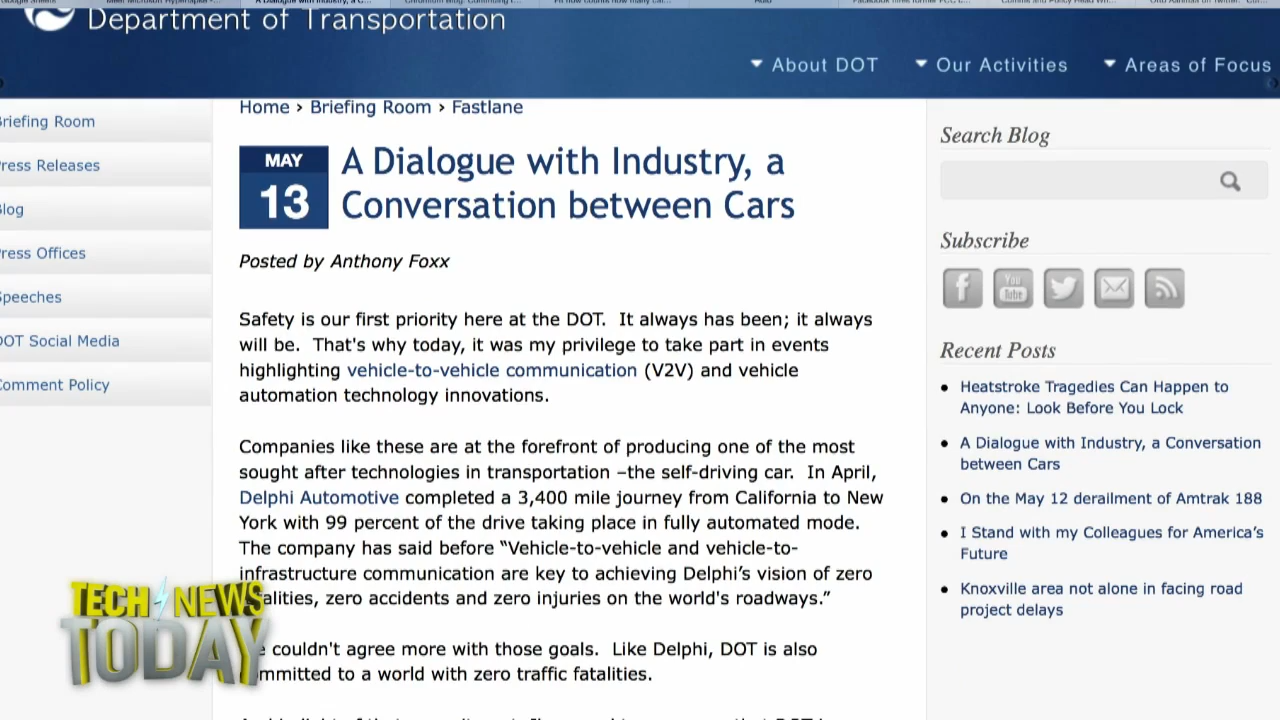 Department of Transportation
About DOT
Our Activities
Areas of Focus
Home › Briefing Room › Fastlane
riefing Room
ress Releases
log
ress Offices
peeches
OT Social Media
omment Policy
MAY
13
A Dialogue with Industry, a
Conversation between Cars
Posted by Anthony Foxx
Safety is our first priority here at the DOT. It always has been; it always
will be. That's why today, it was my privilege to take part in events
highlighting vehicle-to-vehicle communication (V2V) and vehicle
automation technology innovations.
Companies like these are at the forefront of producing one of the most
sought after technologies in transportation –the self-driving car. In April,
Delphi Automotive completed a 3,400 mile journey from California to New
York with 99 percent of the drive taking place in fully automated mode.
The company has said before “Vehicle-to-vehicle and vehicle-to-
infrastructure communication are key to achieving Delphi’s vision of zero
alities, zero accidents and zero injuries on the world's roadways.”
couldn't agree more with those goals. Like Delphi, DOT is also
mmitted to a world with zero traffic fatalities.
Search Blog
Subscribe
You
Tube
Recent Posts
Heatstroke Tragedies Can Happen to
Anyone: Look Before You Lock
A Dialogue with Industry, a Conversation
between Cars
On the May 12 derailment of Amtrak 188
I Stand with my Colleagues for America’s
Future
Knoxville area not alone in facing road
project delays
TECH NEWS
TODAY